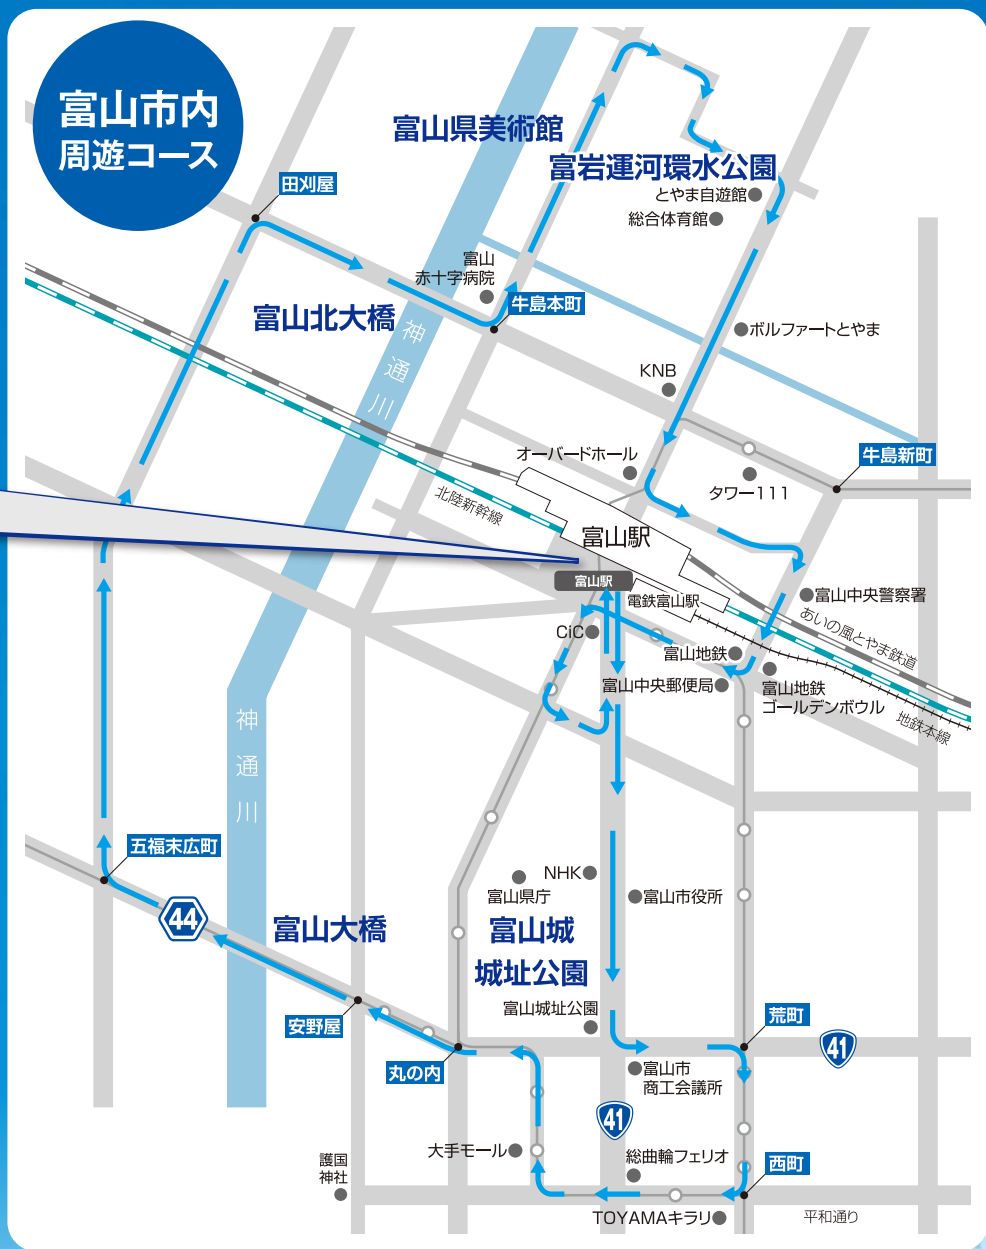 富山市内
周遊コース
富山県美術館
富岩運河環水公園
とやま自遊館
総合体育館
田刈屋
富山
赤十字病院
牛島本町
富山北大橋
神通川
ボルファートとやま
KNB
オーバードホール
タワー111
牛島新町
北陸新幹線
富山駅
富山駅
電鉄富山駅
富山中央警察署
あいの風とやま鉄道
CiC
富山地鉄
富山中央郵便局
富山地鉄
ゴールデンボウル
地鉄本線
神通川
五福末広町
44
富山大橋
NHK
富山県庁
富山市役所
富山城
城址公園
富山城址公園
安野屋
丸の内
荒町
41
富山市
商工会議所
41
大手モール
総曲輪フェリオ
西町
護国
神社
TOYAMAキラリ
平和通り